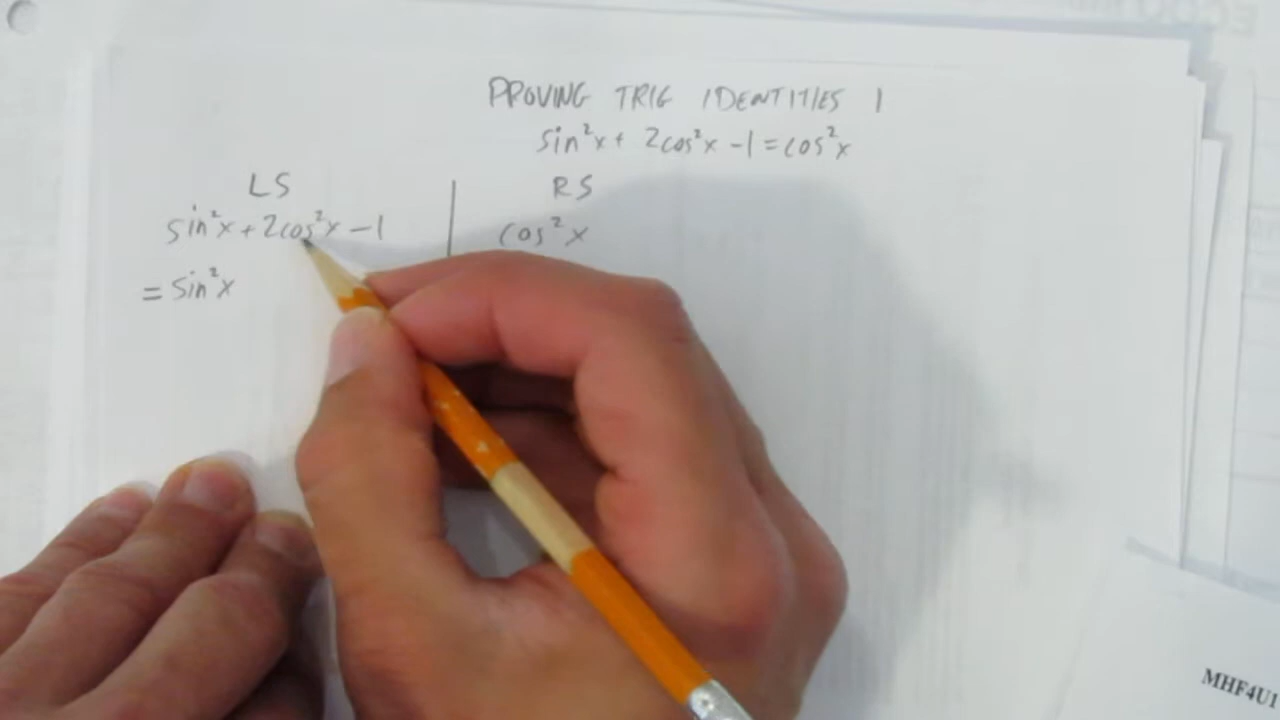 PROVING TRIG IDENTITIES 1
sin²x + 2cos²x - 1 = cos²x
LS RS
sin²x + 2cos²x - 1 cos²x
= sin²x
MHF4U1